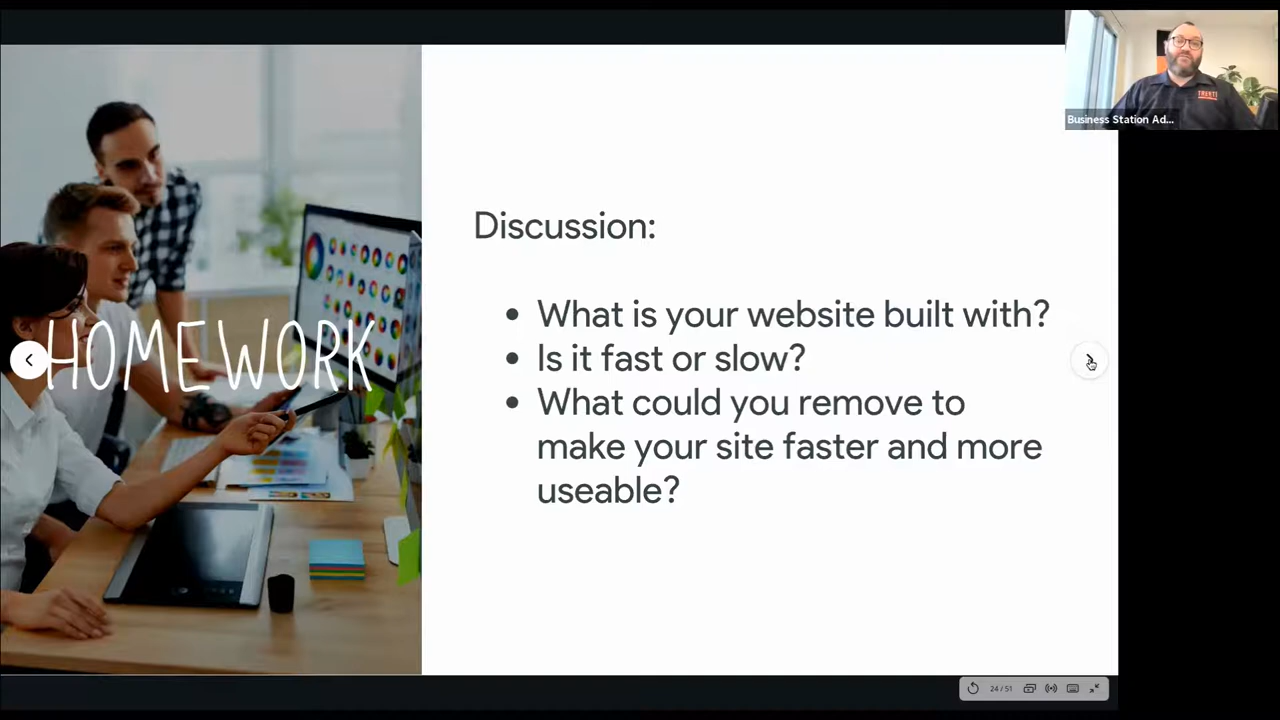 Business Station Ad...
HOMEWORK
Discussion:
• What is your website built with?
• Is it fast or slow?
• What could you remove to
make your site faster and more
useable?
24 / 51